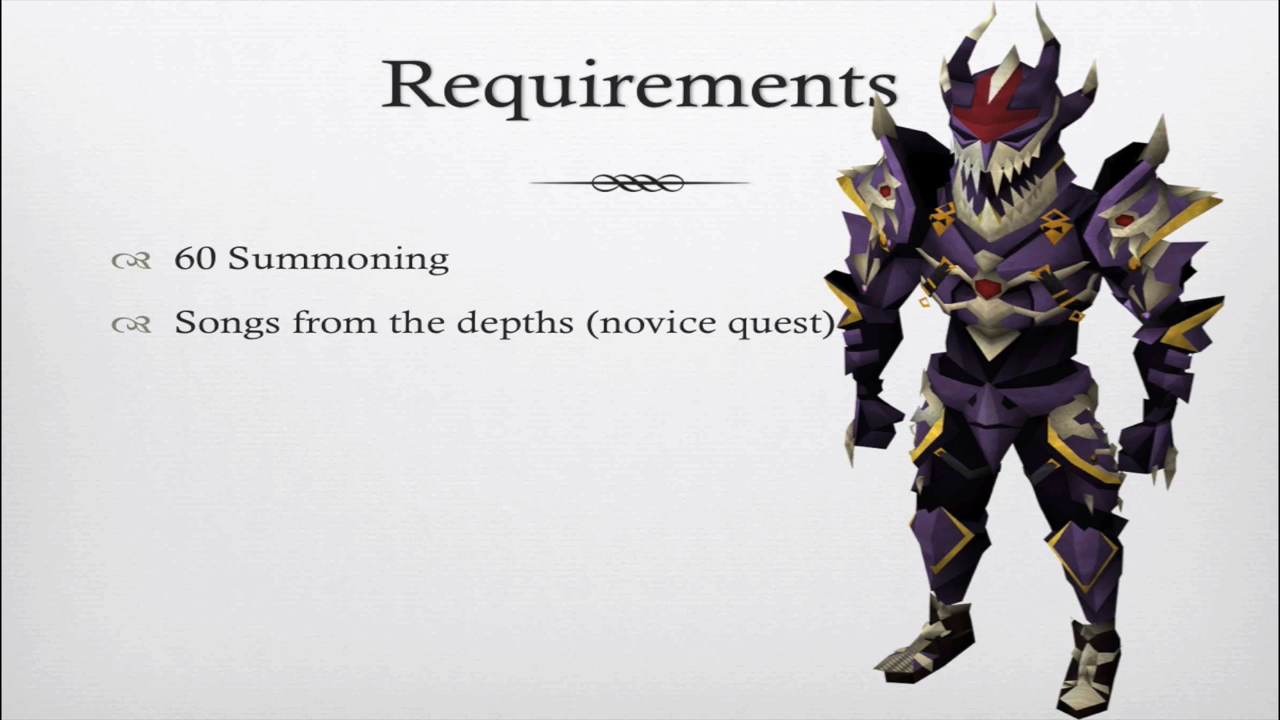 Requirements
60 Summoning
Songs from the depths (novice quest)